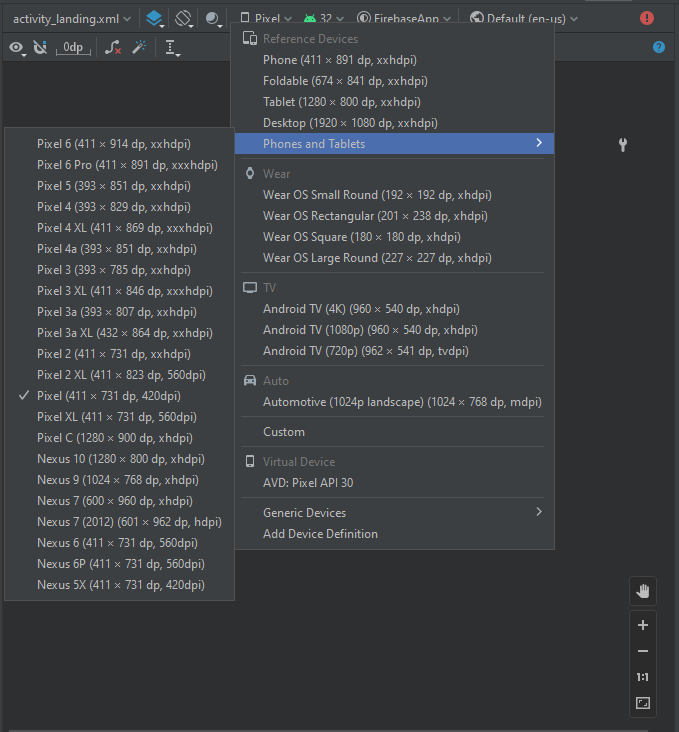 activity_landing.xml Pixel 32 FirebaseApp Default (en-us)
0dp
Reference Devices
Phone (411 × 891 dp, xxhdpi)
Foldable (674 × 841 dp, xxhdpi)
Tablet (1280 × 800 dp, xxhdpi)
Desktop (1920 × 1080 dp, xxhdpi)
Phones and Tablets
Wear
Wear OS Small Round (192 × 192 dp, xhdpi)
Wear OS Rectangular (201 × 238 dp, xhdpi)
Wear OS Square (180 × 180 dp, xhdpi)
Wear OS Large Round (227 × 227 dp, xhdpi)
TV
Android TV (4K) (960 × 540 dp, xhdpi)
Android TV (1080p) (960 × 540 dp, xhdpi)
Android TV (720p) (962 × 541 dp, tvdpi)
Auto
Automotive (1024p landscape) (1024 × 768 dp, mdpi)
Custom
Virtual Device
AVD: Pixel API 30
Generic Devices
Add Device Definition
Pixel 6 (411 × 914 dp, xxhdpi)
Pixel 6 Pro (411 × 891 dp, xxxhdpi)
Pixel 5 (393 × 851 dp, xxhdpi)
Pixel 4 (393 × 829 dp, xxhdpi)
Pixel 4 XL (411 × 869 dp, xxxhdpi)
Pixel 4a (393 × 851 dp, xxhdpi)
Pixel 3 (393 × 785 dp, xxhdpi)
Pixel 3 XL (411 × 846 dp, xxxhdpi)
Pixel 3a (393 × 807 dp, xxhdpi)
Pixel 3a XL (432 × 864 dp, xxhdpi)
Pixel 2 (411 × 731 dp, xxhdpi)
Pixel 2 XL (411 × 823 dp, 560dpi)
Pixel (411 × 731 dp, 420dpi)
Pixel XL (411 × 731 dp, 560dpi)
Pixel C (1280 × 900 dp, xhdpi)
Nexus 10 (1280 × 800 dp, xhdpi)
Nexus 9 (1024 × 768 dp, xhdpi)
Nexus 7 (600 × 960 dp, xhdpi)
Nexus 7 (2012) (601 × 962 dp, hdpi)
Nexus 6 (411 × 731 dp, 560dpi)
Nexus 6P (411 × 731 dp, 560dpi)
Nexus 5X (411 × 731 dp, 420dpi)
1:1